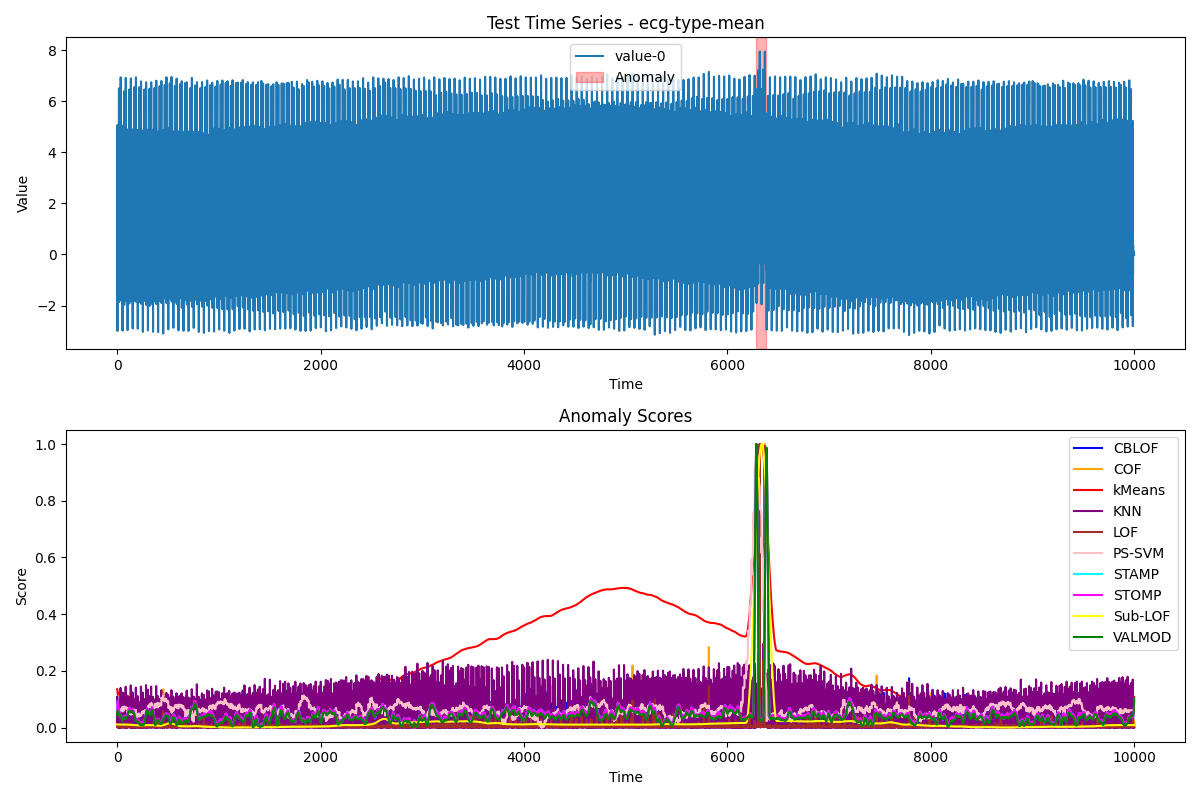 Test Time Series - ecg-type-mean
8
6
4
2
0
−2
Value
value-0
Anomaly
0
2000
4000
6000
8000
10000
Time
Anomaly Scores
1.0
0.8
0.6
0.4
0.2
0.0
Score
CBLOF
COF
kMeans
KNN
LOF
PS-SVM
STAMP
STOMP
Sub-LOF
VALMOD
0
2000
4000
6000
8000
10000
Time